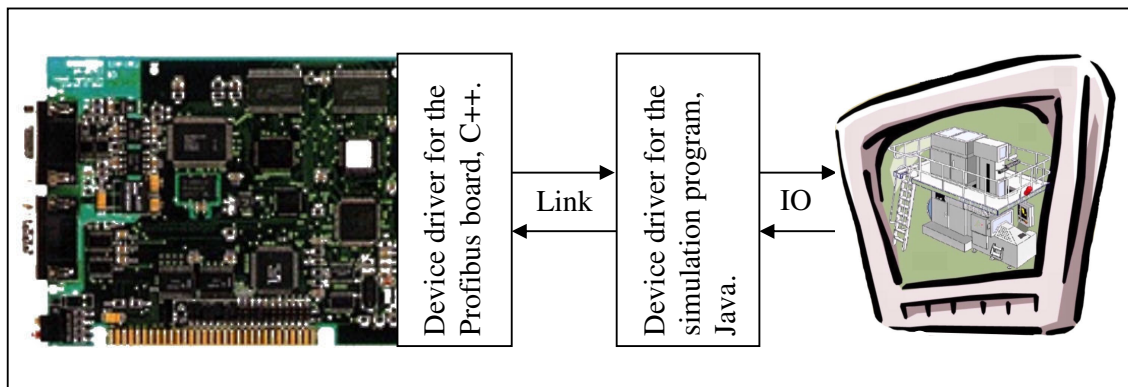 Device driver for the
Profibus board, C++.
Link
Device driver for the
simulation program,
Java.
IO